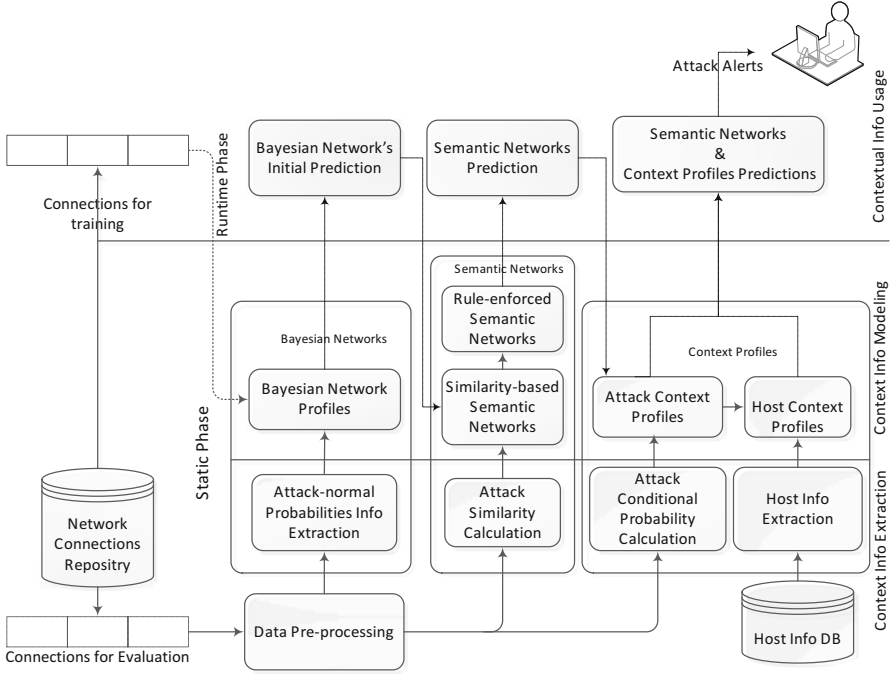 Attack Alerts
Contextual Info Usage
Runtime Phase
Bayesian Network's
Initial Prediction
Semantic Networks
Prediction
Semantic Networks
&
Context Profiles Predictions
Connections for
training
Context Info Modeling
Static Phase
Bayesian Networks
Bayesian Network
Profiles
Semantic Networks
Rule-enforced
Semantic
Networks
Similarity-based
Semantic
Networks
Context Profiles
Attack Context
Profiles
Host Context
Profiles
Context Info Extraction
Network
Connections
Repositry
Attack-normal
Probabilities Info
Extraction
Attack
Similarity
Calculation
Attack
Conditional
Probability
Calculation
Host Info
Extraction
Connections for Evaluation
Data Pre-processing
Host Info DB